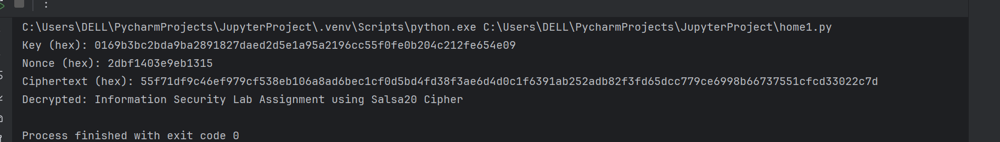 C:\Users\DELL\PycharmProjects\JupyterProject\.venv\Scripts\python.exe C:\Users\DELL\PycharmProjects\JupyterProject\home1.py
Key (hex): 0169b3bc2bda9ba2891827daed2d5e1a95a2196cc55f0fe0b204c212fe654e09
Nonce (hex): 2dbf1403e9eb1315
Ciphertext (hex): 55f71df9c46ef979cf538eb106a8ad6bec1cf0d5bd4fd38f3ae6d4d0c1f6391ab252adb82f3fd65dcc779ce6998b66737551cfcd33022c7d
Decrypted: Information Security Lab Assignment using Salsa20 Cipher
Process finished with exit code 0